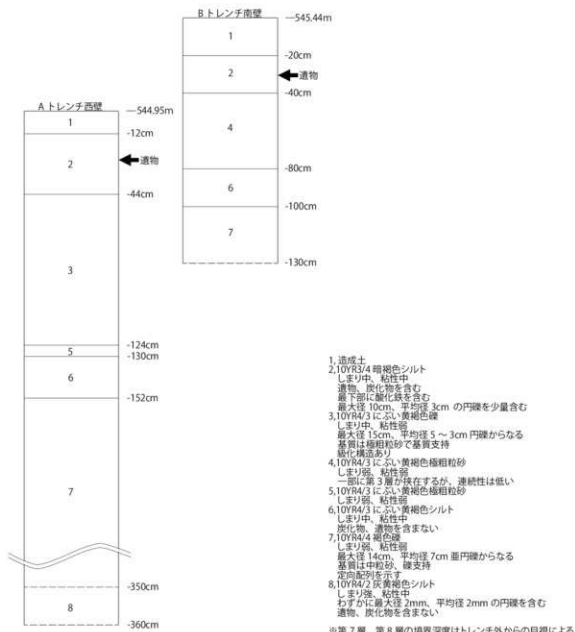 B トレンチ南壁
545.44m
1
-20cm
2
遺物
-40cm
4
-80cm
6
-100cm
7
-130cm
A トレンチ西壁
544.95m
1
-12cm
2
遺物
-44cm
3
-124cm
5
-130cm
6
-152cm
7
-350cm
8
-360cm
1, 造成土
2,10YR3/4 暗褐色シルト
しまり中、粘性中
遺物、炭化物を含む
最下部に酸化鉄を含む
最大径 10cm、平均径 3cm の円礫を少量含む
3,10YR4/3 にぶい黄褐色礫
しまり中、粘性弱
最大径 15cm、平均径 5 ～ 3cm 円礫からなる
基質は極粗粒砂で基質支持
級化構造あり
4,10YR4/3 にぶい黄褐色極粗粒砂
しまり弱、粘性弱
一部に第 3 層が挟在するが、連続性は低い
5,10YR4/3 にぶい黄褐色極粗粒砂
しまり弱、粘性弱
6,10YR4/3 にぶい黄褐色シルト
しまり中、粘性中
炭化物、遺物を含まない
7,10YR4/4 褐色礫
しまり弱、粘性弱
最大径 14cm、平均径 7cm 亜円礫からなる
基質は中粒砂、礫支持
定向配列を示す
8,10YR4/2 灰黄褐色シルト
しまり強、粘性中
わずかに最大径 2mm、平均径 2mm の円礫を含む
遺物、炭化物を含まない
※第 7 層、第 8 層の境界深度はトレンチ外からの目視による